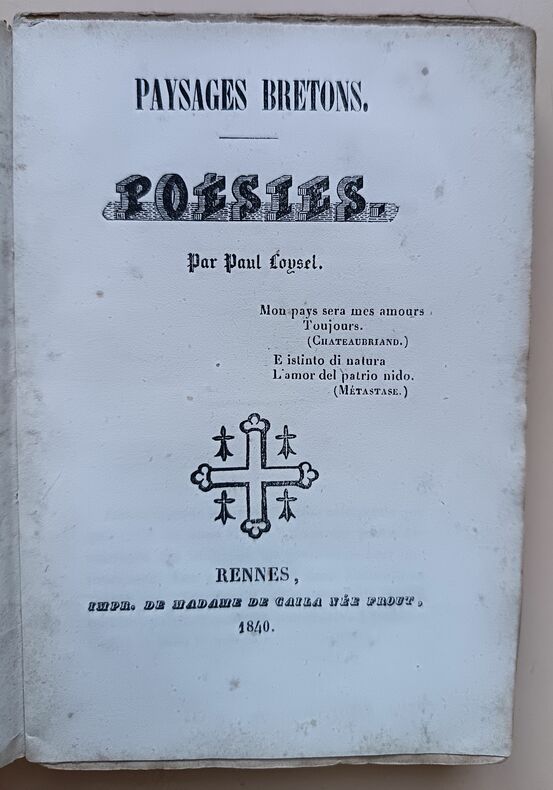 PAYSAGES BRETONS.
POÉSIES.
Par Paul Loysel.
Mon pays sera mes amours
Toujours.
(CHATEAUBRIAND.)
E istinto di natura
L'amor del patrio nido.
(MÉTASTASE.)
RENNES,
IMPR. DE MADAME DE CAILA NÉE FROUT,
1840.